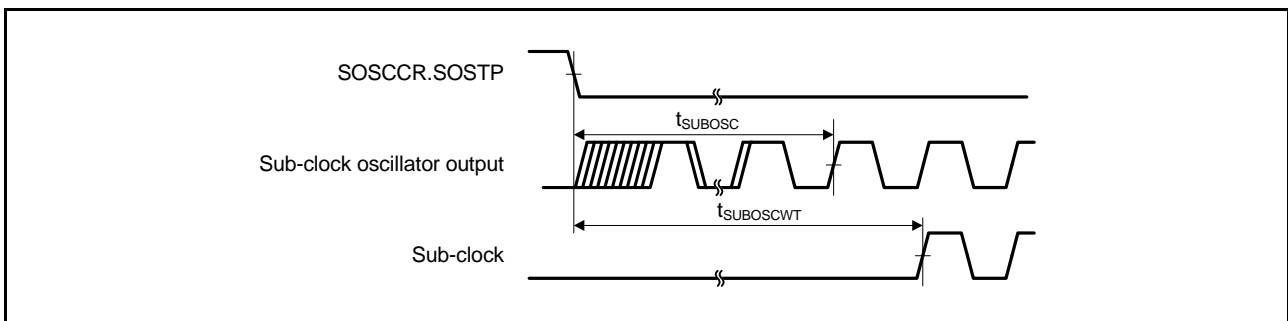 SOSCCR.SOSTP
tSUBOSC
Sub-clock oscillator output
tSUBOSCWT
Sub-clock